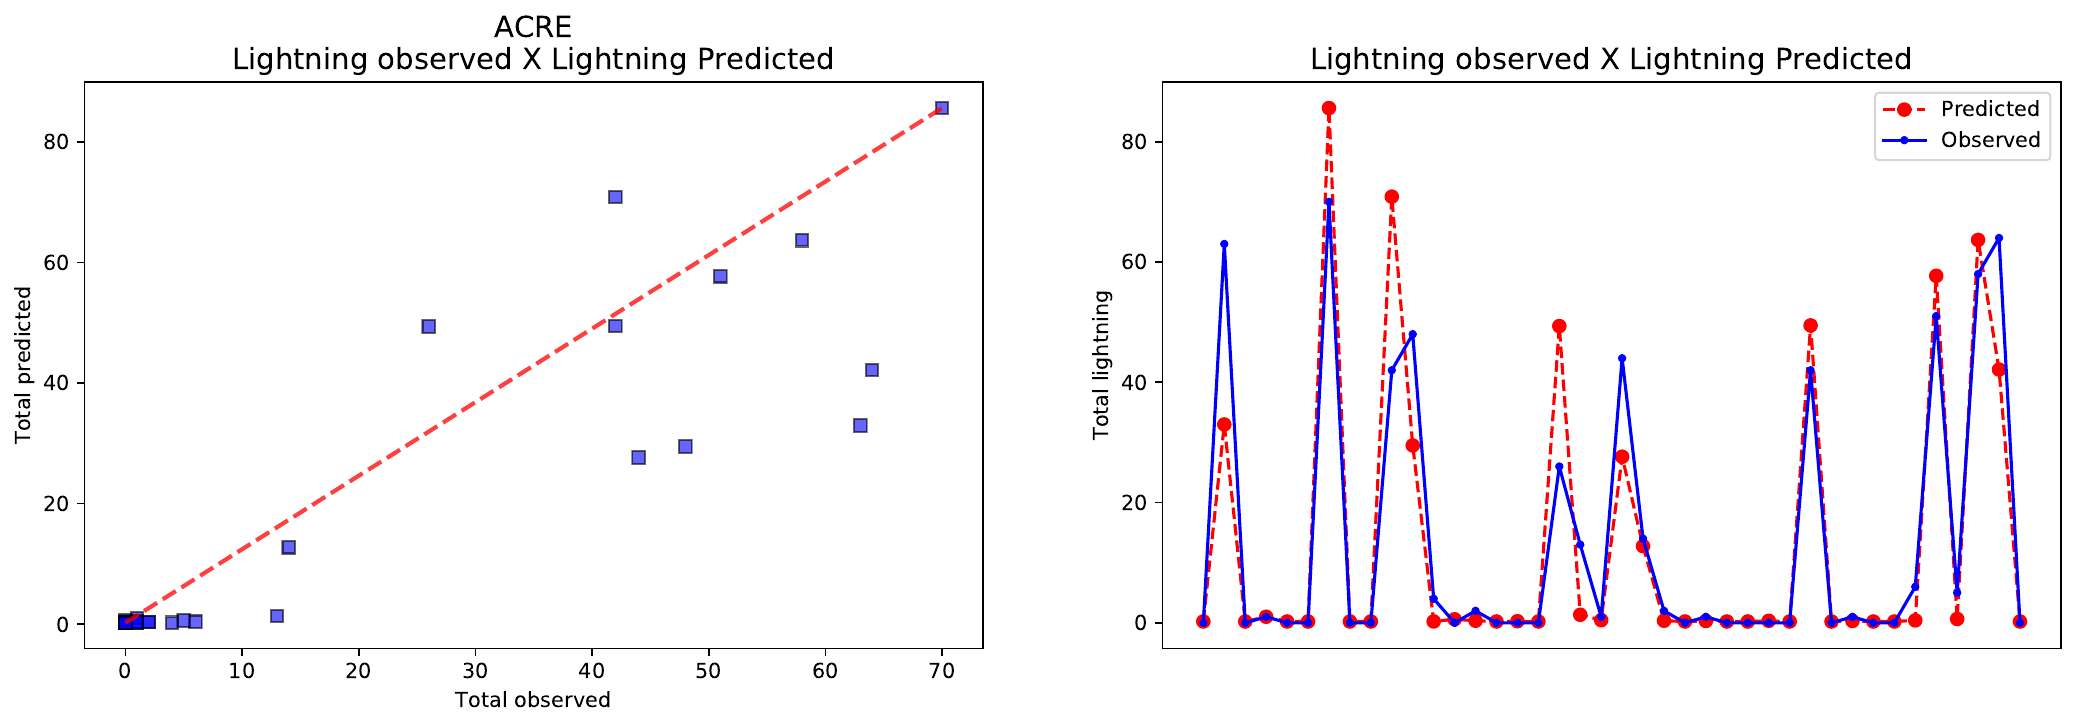 ACRE
Lightning observed X Lightning Predicted
Total predicted
80
60
40
20
0
0 10 20 30 40 50 60 70
Total observed
Lightning observed X Lightning Predicted
Predicted
Observed
Total lightning
80
60
40
20
0